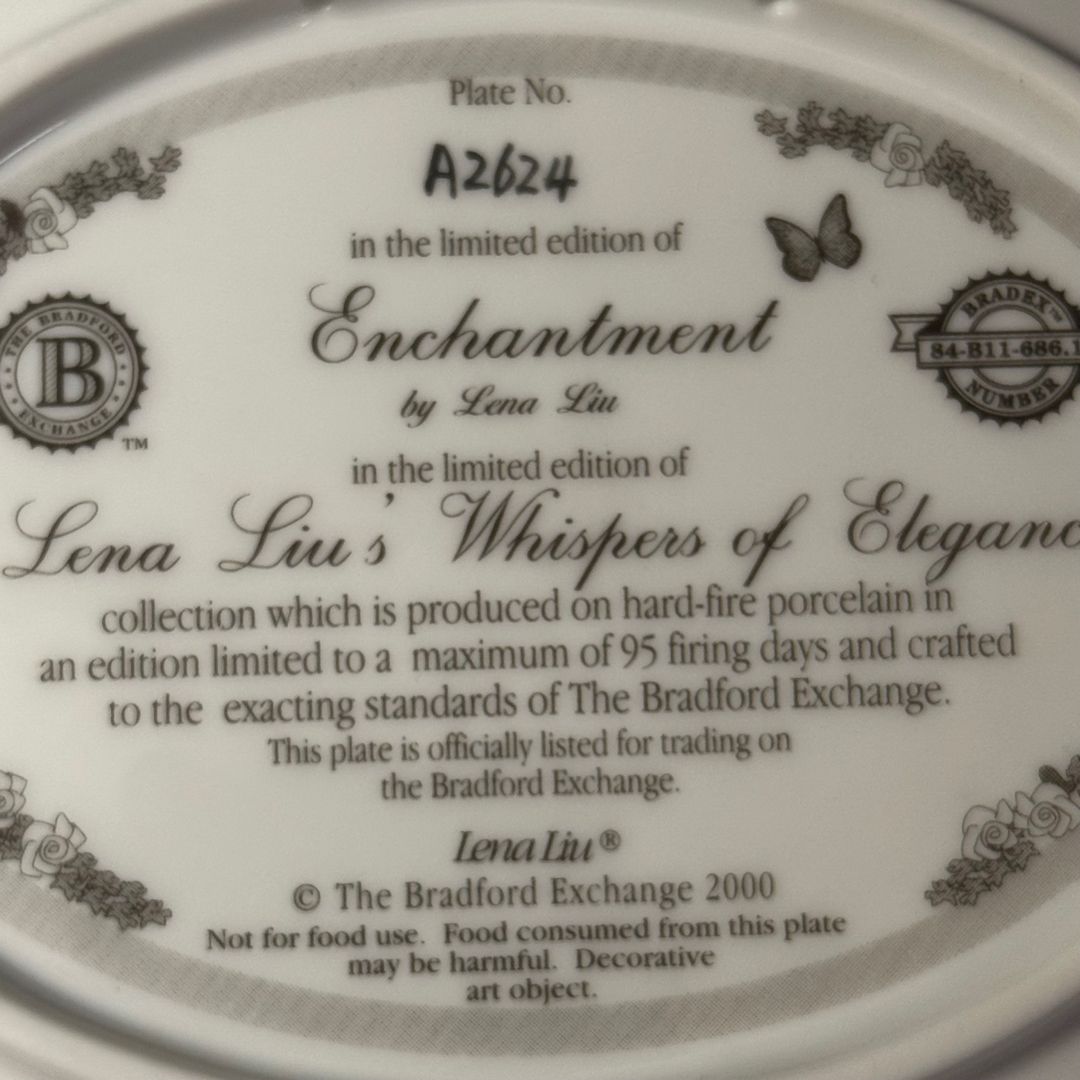 Plate No.
A2624
in the limited edition of
Enchantment
by Lena Liu
in the limited edition of
Lena Liu's Whispers of Eleganc
collection which is produced on hard-fire porcelain in
an edition limited to a maximum of 95 firing days and crafted
to the exacting standards of The Bradford Exchange.
This plate is officially listed for trading on
the Bradford Exchange.
Lena Liu®
© The Bradford Exchange 2000
Not for food use. Food consumed from this plate
may be harmful. Decorative
art object.
THE BRADFORD
B
EXCHANGE
TM
BRADEX™
84-B11-686.1
NUMBER